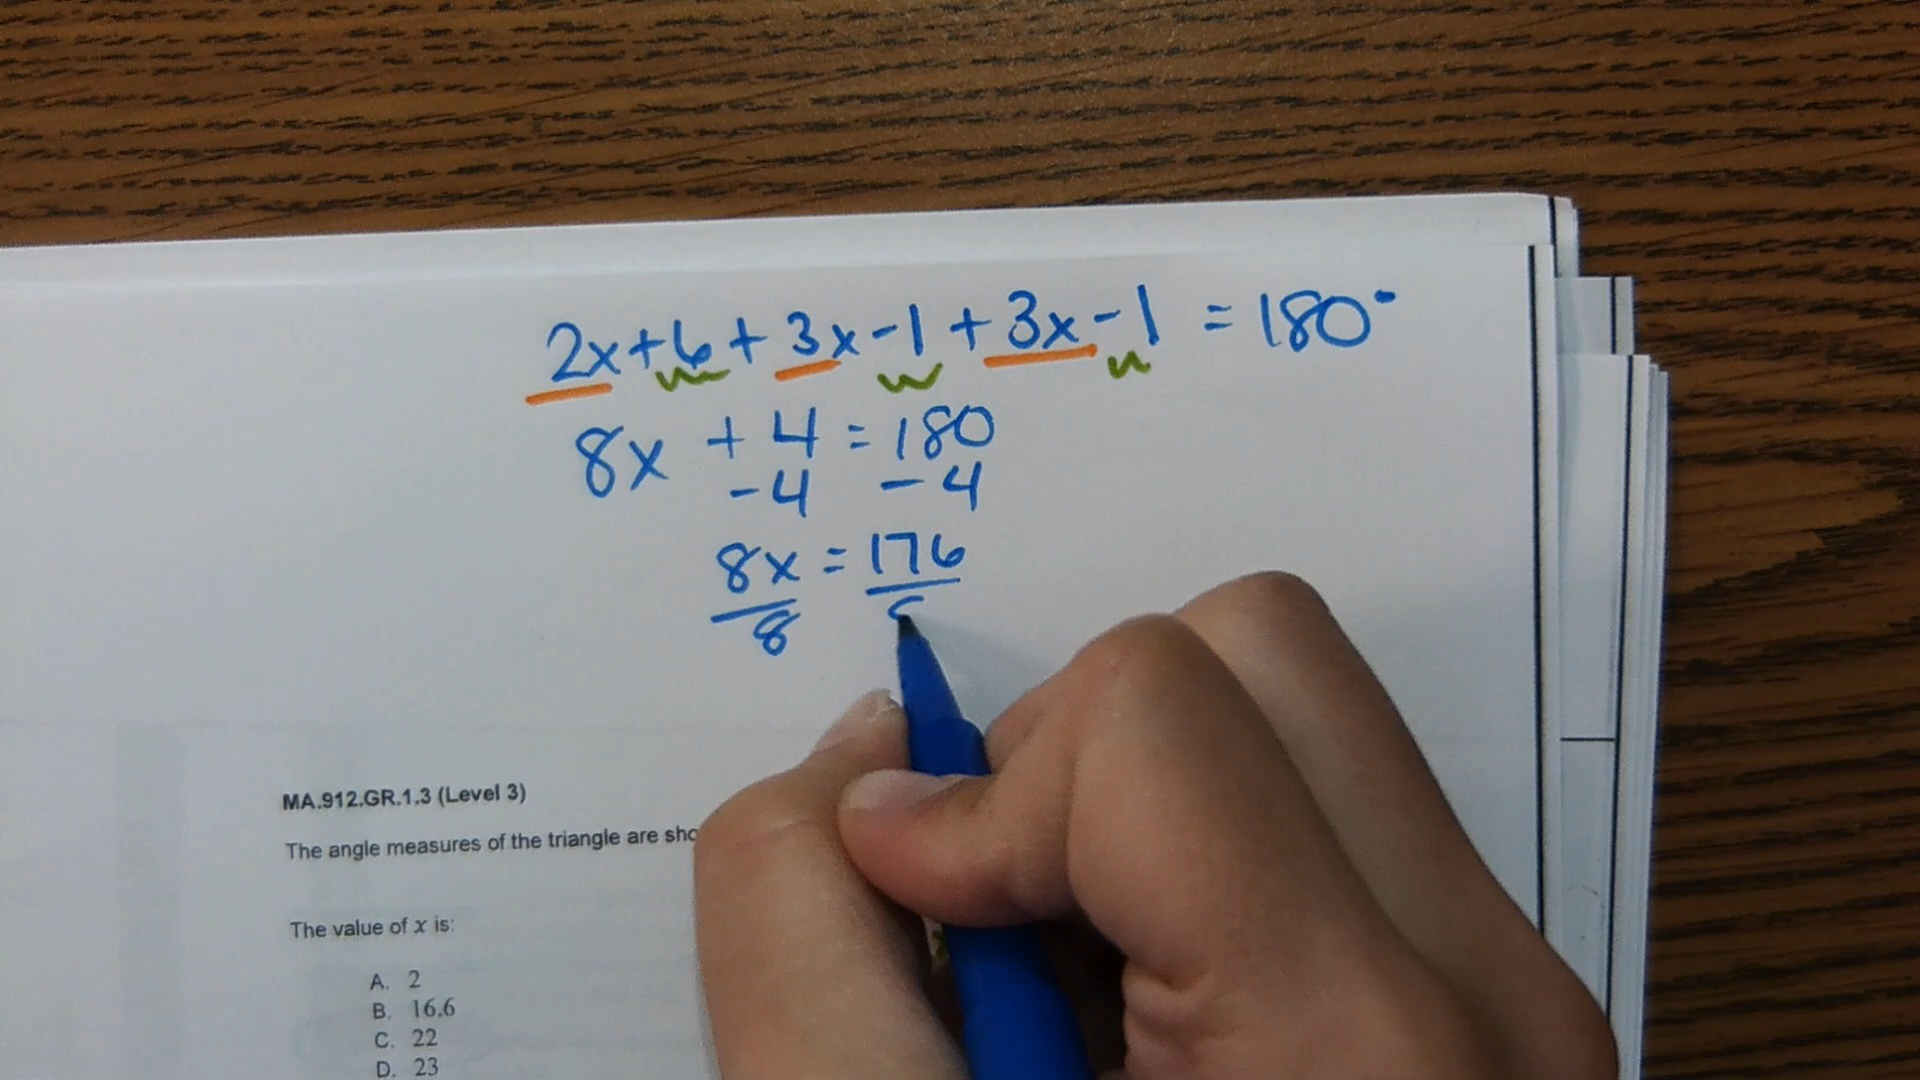 2x+6+3x-1+3x-1 = 180°
8x + 4 = 180
-4 -4
8x = 176
8
MA.912.GR.1.3 (Level 3)
The angle measures of the triangle are
The value of x is:
A. 2
B. 16.6
C. 22
D. 23